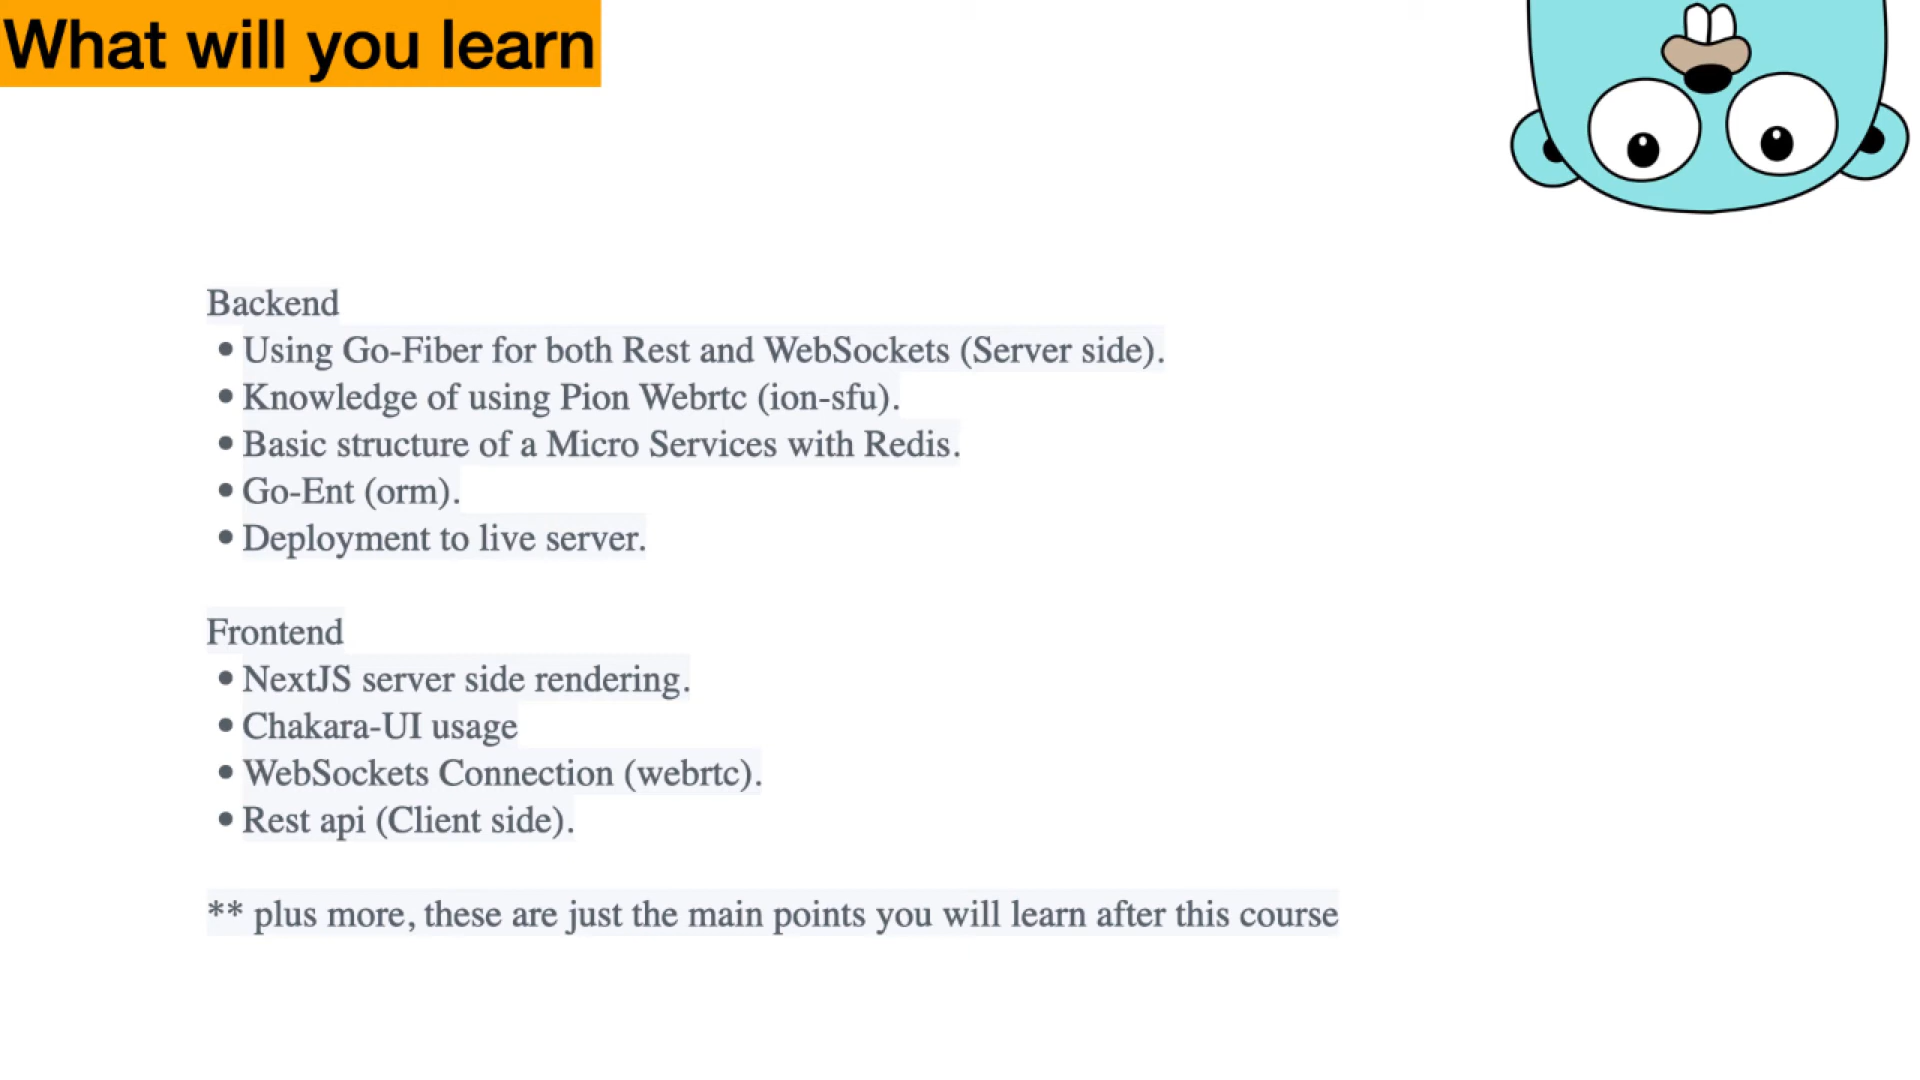 What will you learn
Backend
• Using Go-Fiber for both Rest and WebSockets (Server side).
• Knowledge of using Pion Webrtc (ion-sfu).
• Basic structure of a Micro Services with Redis.
• Go-Ent (orm).
• Deployment to live server.
Frontend
• NextJS server side rendering.
• Chakara-UI usage
• WebSockets Connection (webrtc).
• Rest api (Client side).
** plus more, these are just the main points you will learn after this course